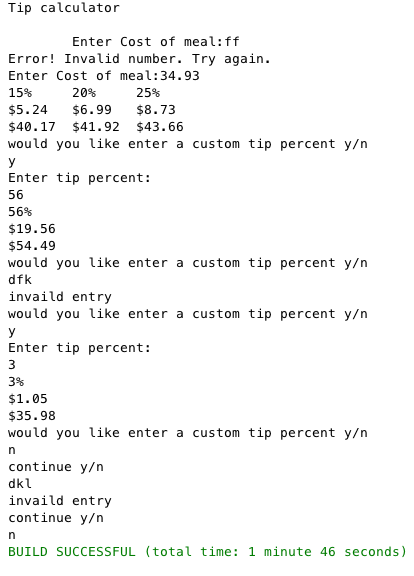 Tip calculator
Enter Cost of meal:ff
Error! Invalid number. Try again.
Enter Cost of meal:34.93
15% 20% 25%
$5.24 $6.99 $8.73
$40.17 $41.92 $43.66
would you like enter a custom tip percent y/n
y
Enter tip percent:
56
56%
$19.56
$54.49
would you like enter a custom tip percent y/n
dfk
invaild entry
would you like enter a custom tip percent y/n
y
Enter tip percent:
3
3%
$1.05
$35.98
would you like enter a custom tip percent y/n
n
continue y/n
dkl
invaild entry
continue y/n
n
BUILD SUCCESSFUL (total time: 1 minute 46 seconds)